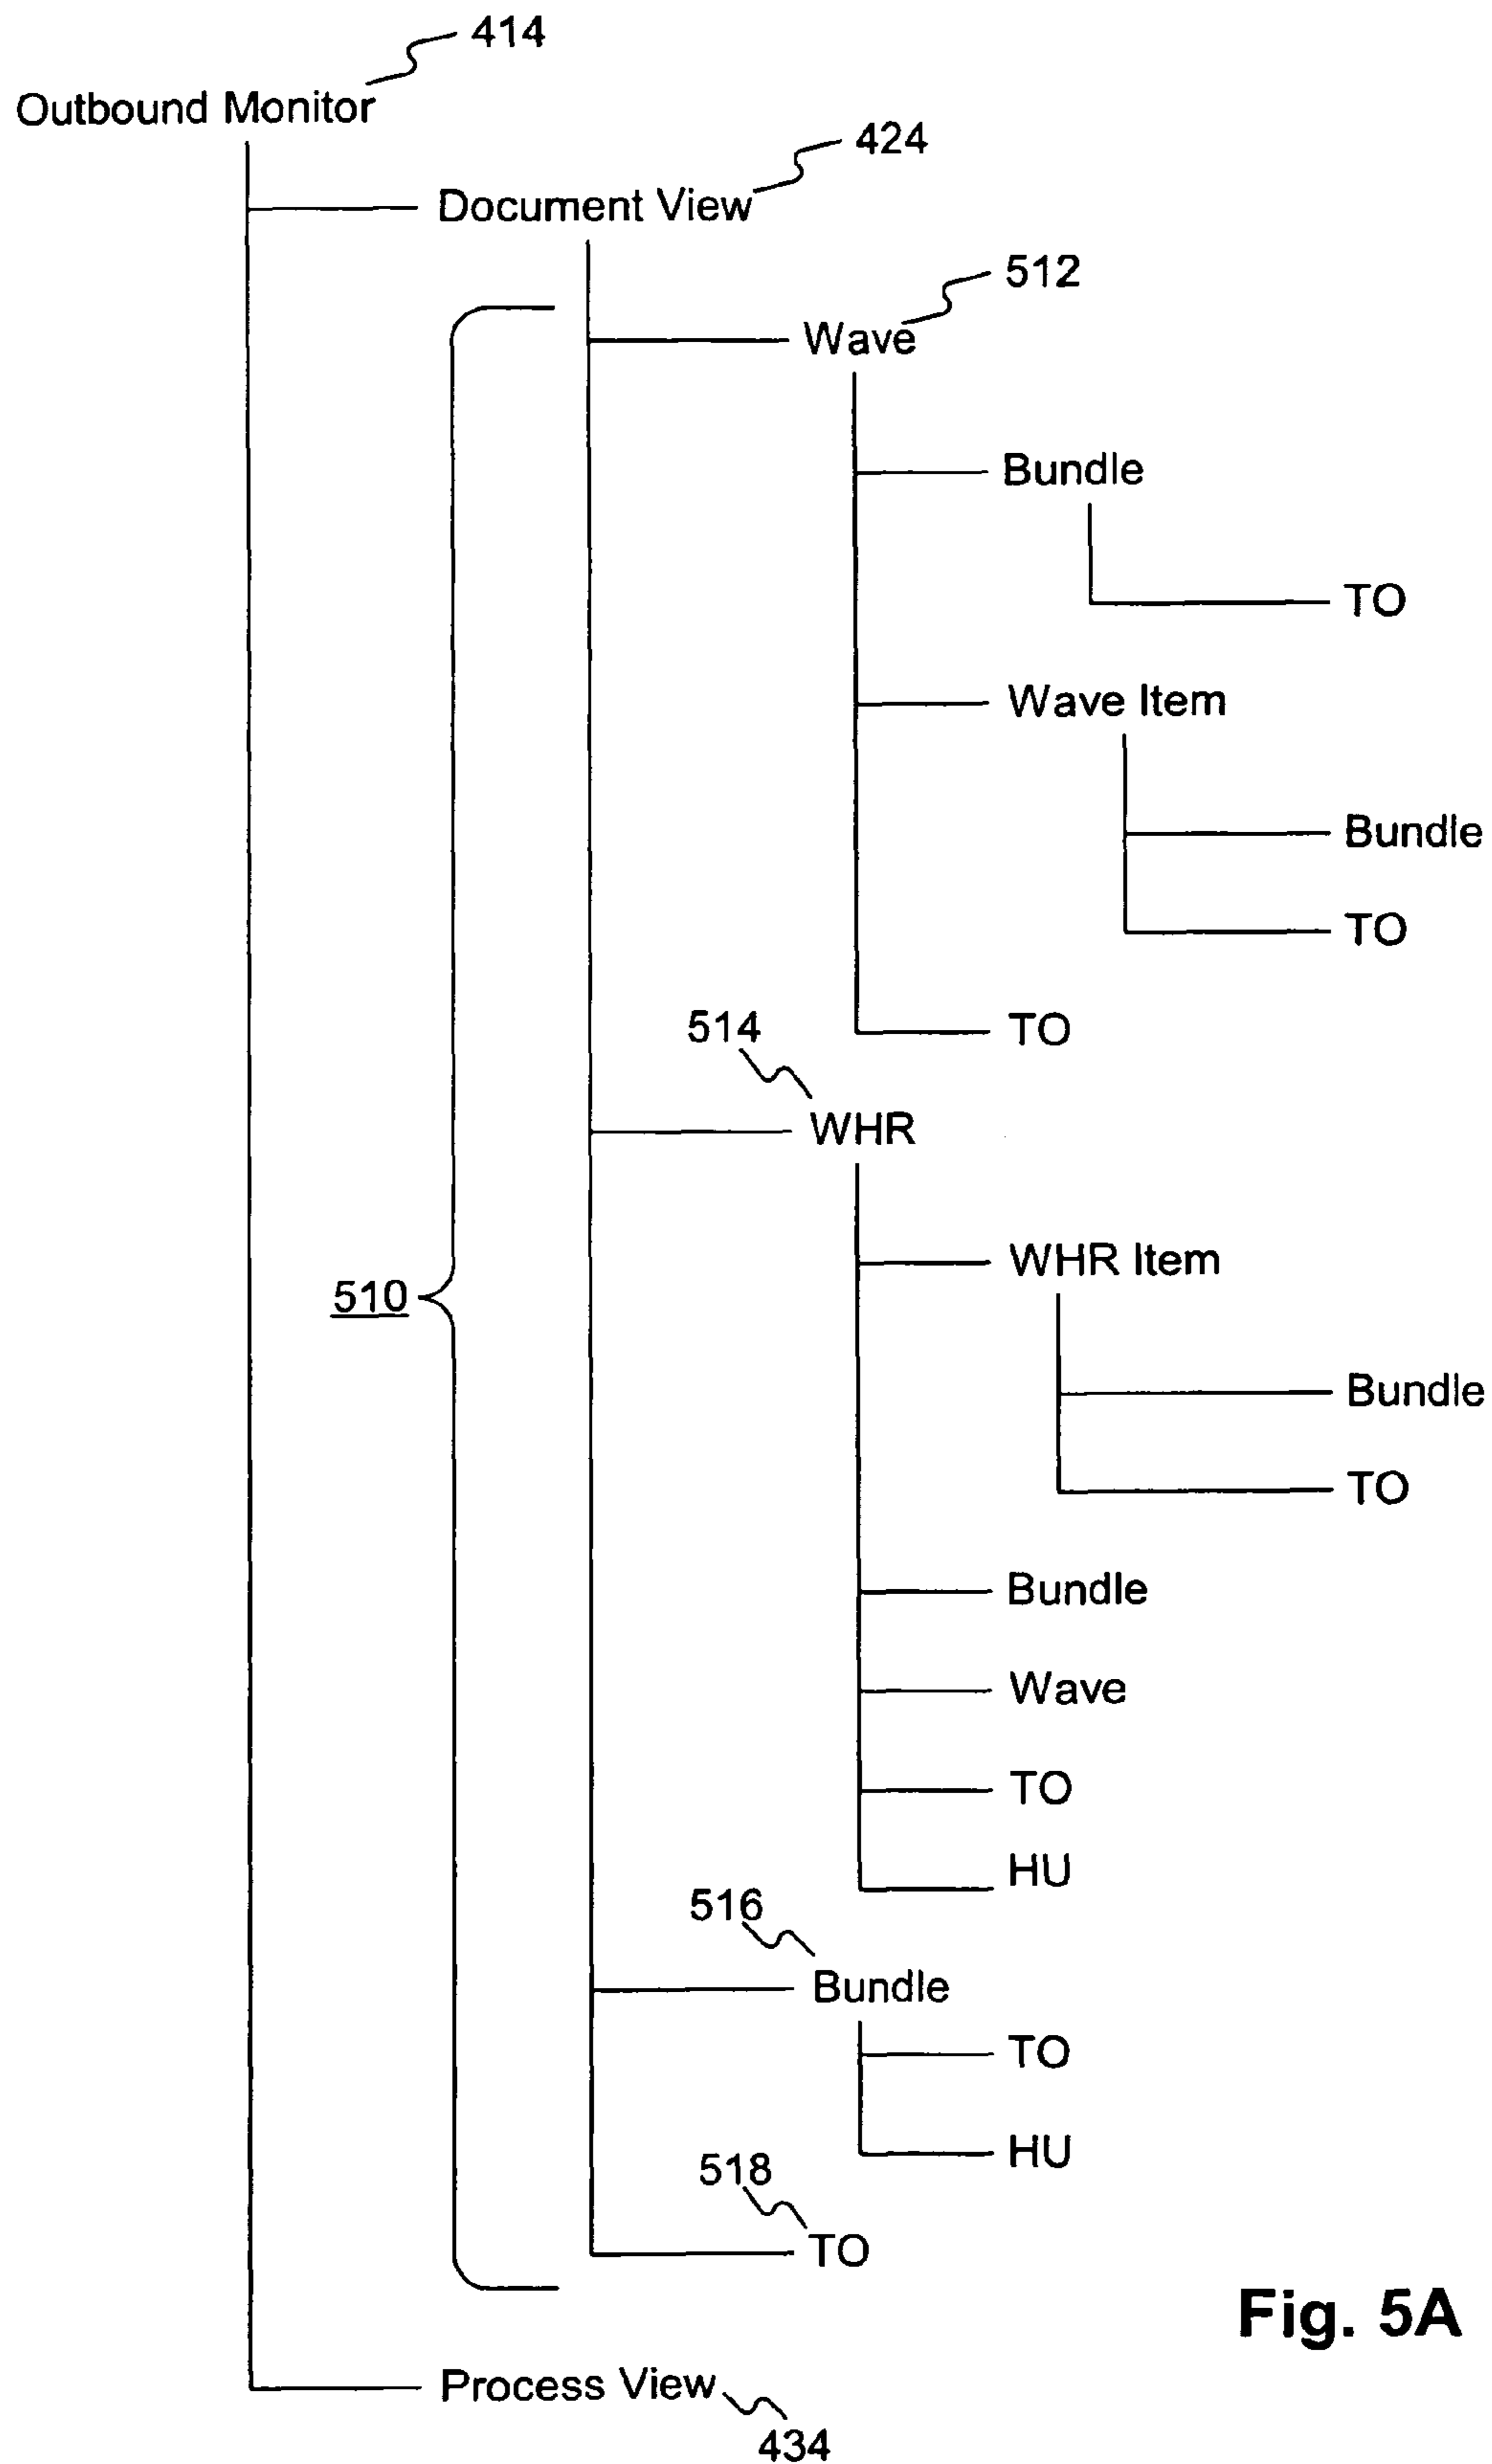 414
Outbound Monitor
424
Document View
512
Wave
Bundle
TO
Wave Item
Bundle
TO
TO
514
WHR
WHR Item
510
Bundle
TO
Bundle
Wave
TO
HU
516
Bundle
TO
HU
518
TO
Fig. 5A
Process View
434